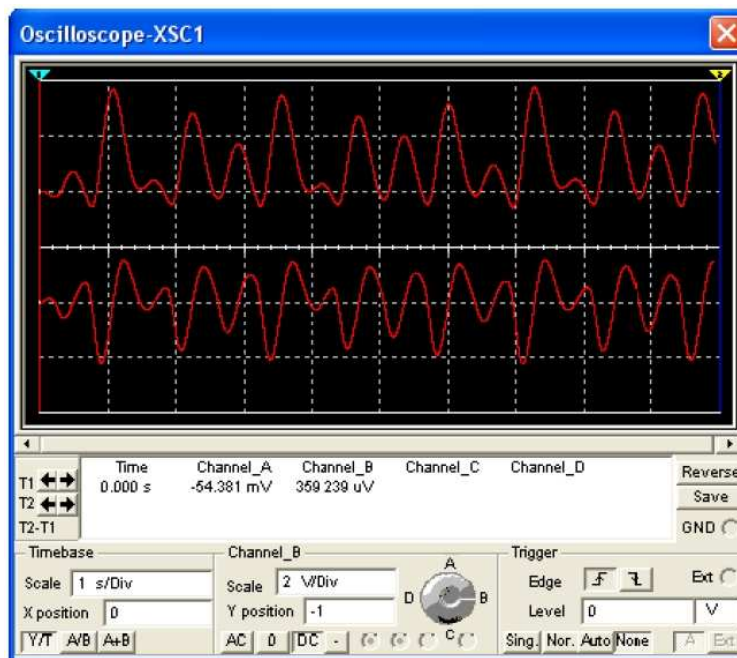 Oscilloscope-XSC1
1 2
Time Channel_A Channel_B Channel_C Channel_D
T1 0.000 s -54.381 mV 359.239 uV
T2
T2-T1
Reverse
Save
GND
Timebase Channel_B Trigger
Scale 1 s/Div Scale 2 V/Div A B C D Edge Ext
X position 0 Y position -1 Level 0 V
Y/T A/B A+B AC 0 DC - Sing. Nor. Auto None A Ext